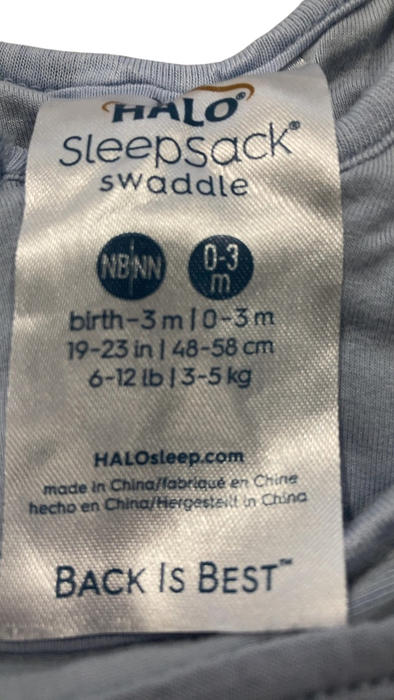 HALO®
sleepsack®
swaddle
NB|NN 0-3 m
birth-3 m | 0-3 m
19-23 in | 48-58 cm
6-12 lb | 3-5 kg
HALOsleep.com
made in China/fabriqué en Chine
hecho en China/Hergestellt in China
BACK IS BEST™